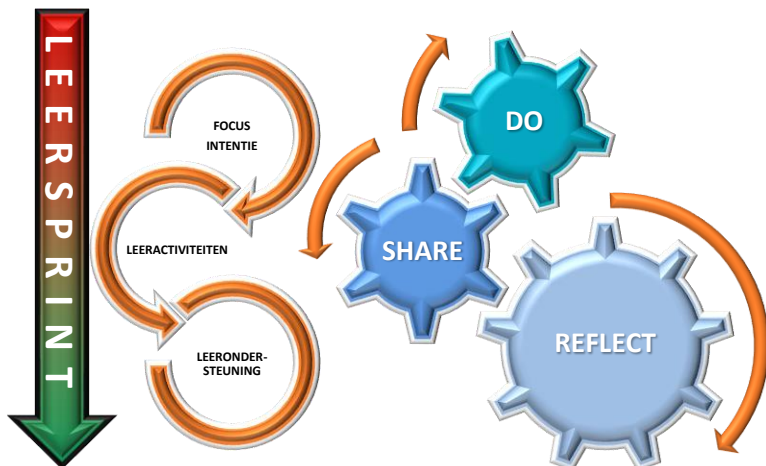 LEERSPRINT
FOCUS
INTENTIE
LEERACTIVITEITEN
LEERONDER-
STEUNING
DO
SHARE
REFLECT